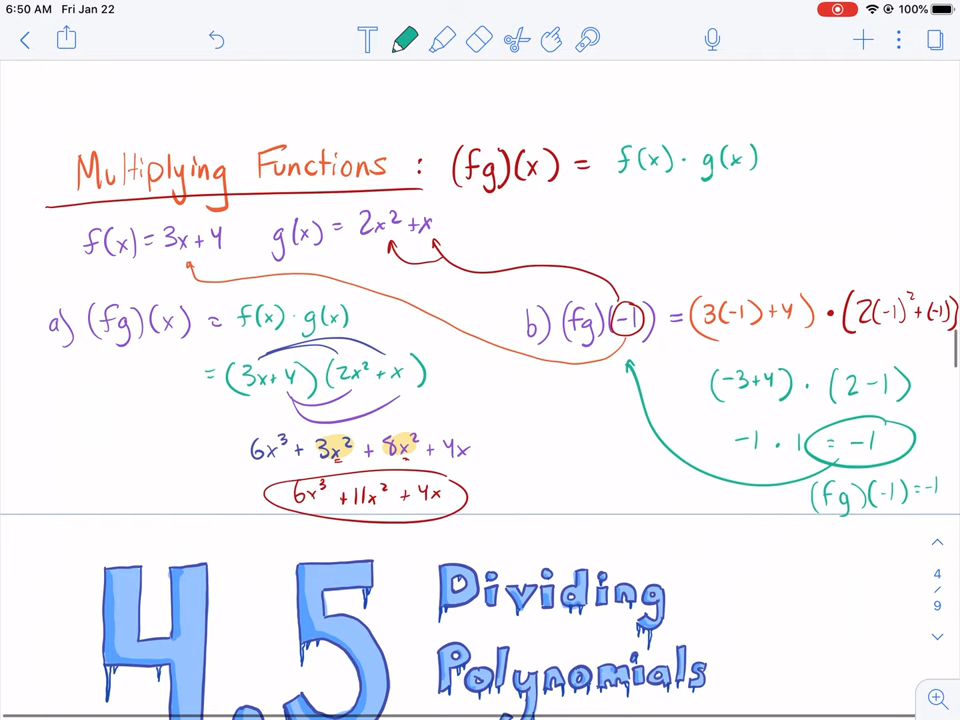 6:50 AM Fri Jan 22 100%
Multiplying Functions : (fg)(x) = f(x) · g(x)
f(x) = 3x+4 g(x) = 2x² +x
a) (fg)(x) = f(x) · g(x)
= (3x+4)(2x² + x)
6x³ + 3x² + 8x² + 4x
6x³ + 11x² + 4x
b) (fg)(-1) = (3(-1)+4) • (2(-1)²+(-1))
(-3+4) · (2-1)
-1 · 1 = -1
(fg)(-1) = -1
4.5 Dividing
Polynomials
4
/
9